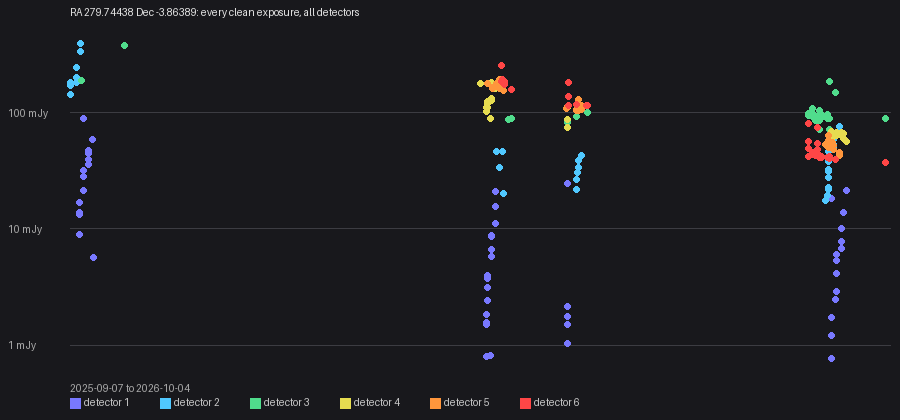 RA 279.74438 Dec -3.86389: every clean exposure, all detectors
100 mJy
10 mJy
1 mJy
2025-09-07 to 2026-10-04
detector 1 detector 2 detector 3 detector 4 detector 5 detector 6